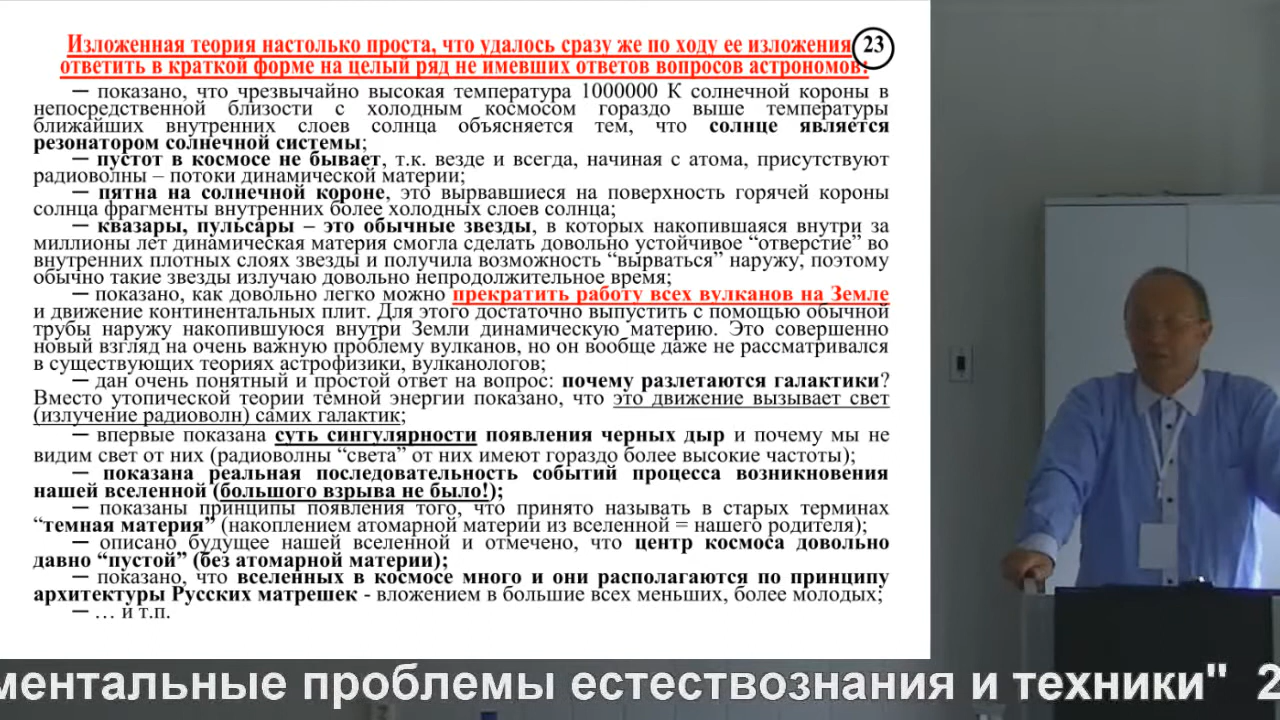 Изложенная теория настолько проста, что удалось сразу же по ходу ее изложения
23
ответить в краткой форме на целый ряд не имевших ответов вопросов астрономов:
— показано, что чрезвычайно высокая температура 1000000 К солнечной короны в
непосредственной близости с холодным космосом гораздо выше температуры
ближайших внутренних слоев солнца объясняется тем, что солнце является
резонатором солнечной системы;
— пустот в космосе не бывает, т.к. везде и всегда, начиная с атома, присутствуют
радиоволны – потоки динамической материи;
— пятна на солнечной короне, это вырвавшиеся на поверхность горячей короны
солнца фрагменты внутренних более холодных слоев солнца;
— квазары, пульсары – это обычные звезды, в которых накопившаяся внутри за
миллионы лет динамическая материя смогла сделать довольно устойчивое “отверстие” во
внутренних плотных слоях звезды и получила возможность “вырваться” наружу, поэтому
обычно такие звезды излучаю довольно непродолжительное время;
— показано, как довольно легко можно прекратить работу всех вулканов на Земле
и движение континентальных плит. Для этого достаточно выпустить с помощью обычной
трубы наружу накопившуюся внутри Земли динамическую материю. Это совершенно
новый взгляд на очень важную проблему вулканов, но он вообще даже не рассматривался
в существующих теориях астрофизики, вулканологов;
— дан очень понятный и простой ответ на вопрос: почему разлетаются галактики?
Вместо утопической теории темной энергии показано, что это движение вызывает свет
(излучение радиоволн) самих галактик;
— впервые показана суть сингулярности появления черных дыр и почему мы не
видим свет от них (радиоволны “света” от них имеют гораздо более высокие частоты);
— показана реальная последовательность событий процесса возникновения
нашей вселенной (большого взрыва не было!);
— показаны принципы появления того, что принято называть в старых терминах
“темная материя” (накоплением атомарной материи из вселенной = нашего родителя);
— описано будущее нашей вселенной и отмечено, что центр космоса довольно
давно “пустой” (без атомарной материи);
— показано, что вселенных в космосе много и они располагаются по принципу
архитектуры Русских матрешек - вложением в большие всех меньших, более молодых;
— … и т.п.
ментальные проблемы естествознания и техники" 2